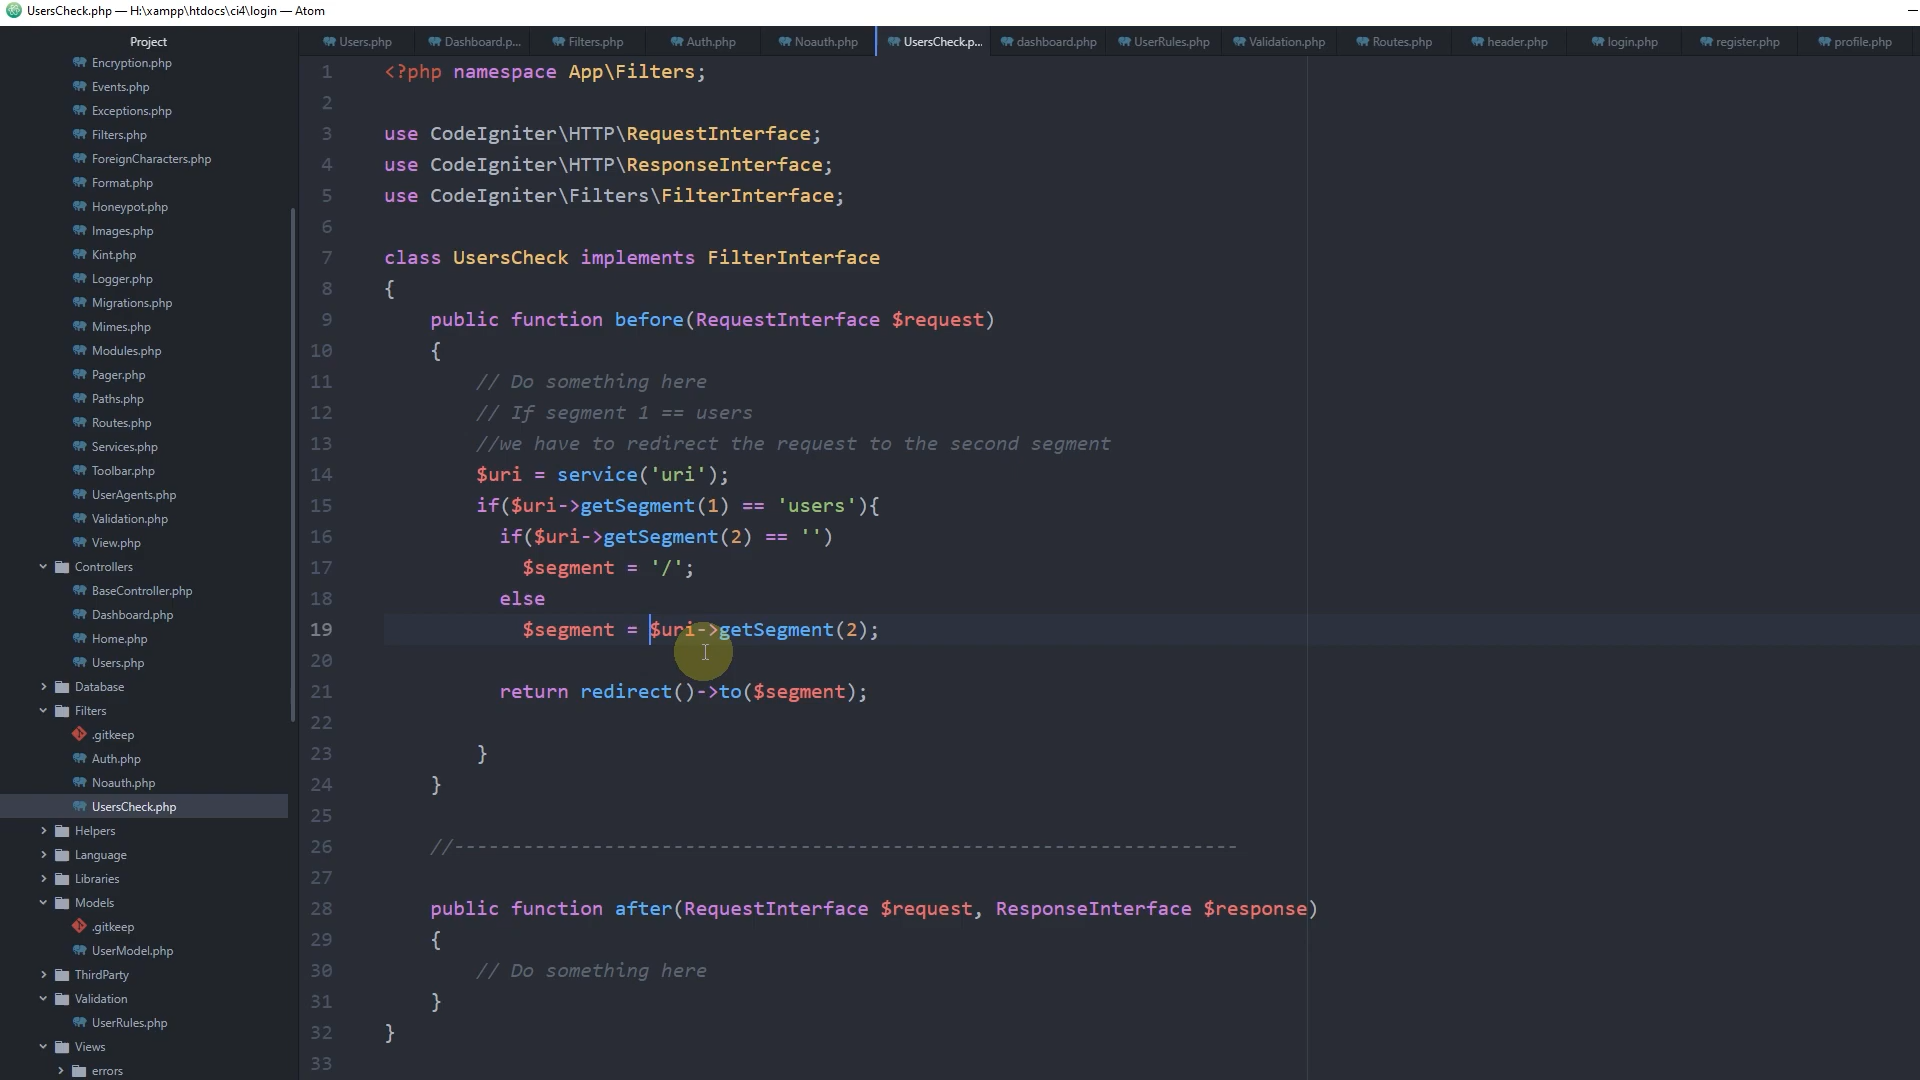 UsersCheck.php — H:\xampp\htdocs\ci4\login — Atom
Project
Users.php
Dashboard.p...
Filters.php
Auth.php
Noauth.php
UsersCheck.p...
dashboard.php
UserRules.php
Validation.php
Routes.php
header.php
login.php
register.php
profile.php
Encryption.php
Events.php
Exceptions.php
Filters.php
ForeignCharacters.php
Format.php
Honeypot.php
Images.php
Kint.php
Logger.php
Migrations.php
Mimes.php
Modules.php
Pager.php
Paths.php
Routes.php
Services.php
Toolbar.php
UserAgents.php
Validation.php
View.php
Controllers
BaseController.php
Dashboard.php
Home.php
Users.php
Database
Filters
.gitkeep
Auth.php
Noauth.php
UsersCheck.php
Helpers
Language
Libraries
Models
.gitkeep
UserModel.php
ThirdParty
Validation
UserRules.php
Views
errors
1 <?php namespace App\Filters;
2
3 use CodeIgniter\HTTP\RequestInterface;
4 use CodeIgniter\HTTP\ResponseInterface;
5 use CodeIgniter\Filters\FilterInterface;
6
7 class UsersCheck implements FilterInterface
8 {
9 public function before(RequestInterface $request)
10 {
11 // Do something here
12 // If segment 1 == users
13 //we have to redirect the request to the second segment
14 $uri = service('uri');
15 if($uri->getSegment(1) == 'users'){
16 if($uri->getSegment(2) == '')
17 $segment = '/';
18 else
19 $segment = $uri->getSegment(2);
20
21 return redirect()->to($segment);
22
23 }
24 }
25
26 //--------------------------------------------------------------------
27
28 public function after(RequestInterface $request, ResponseInterface $response)
29 {
30 // Do something here
31 }
32 }
33